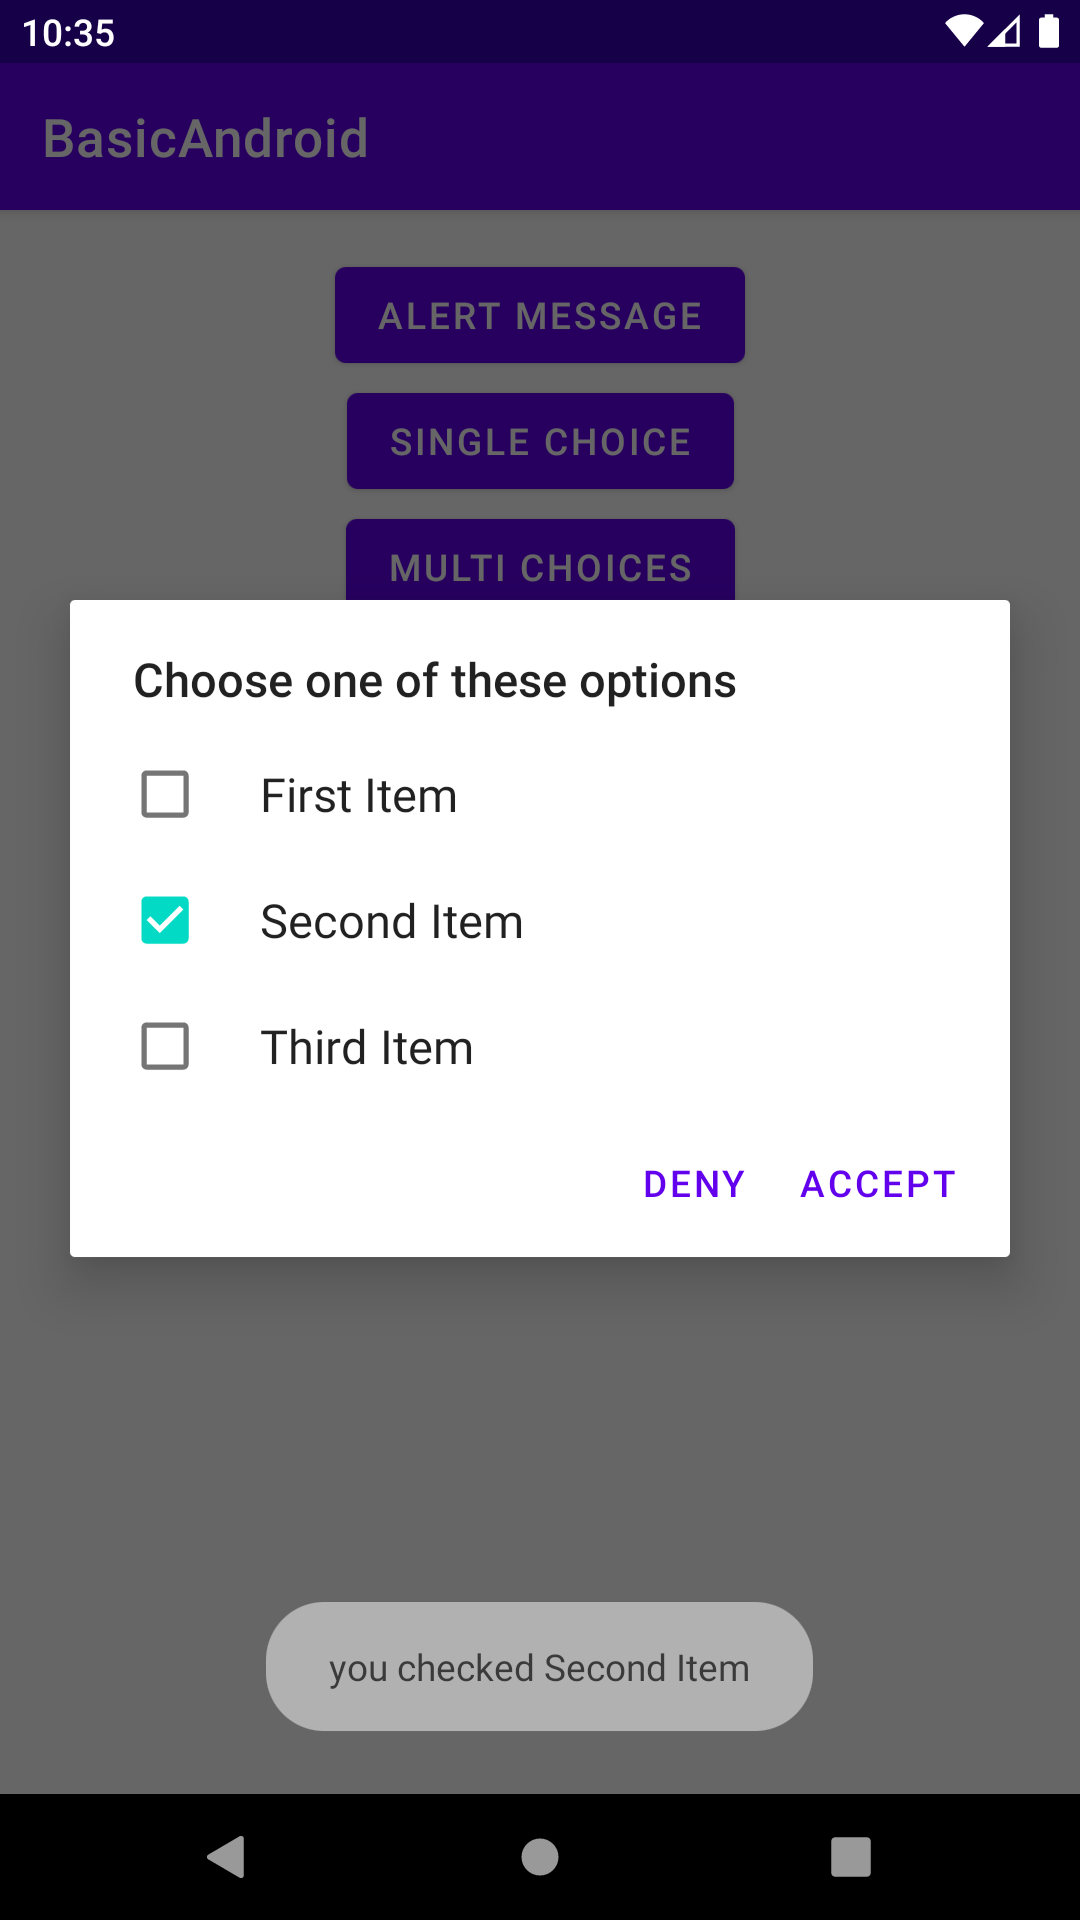 10:35
BasicAndroid
ALERT MESSAGE
SINGLE CHOICE
MULTI CHOICES
Choose one of these options
First Item
Second Item
Third Item
DENY ACCEPT
you checked Second Item